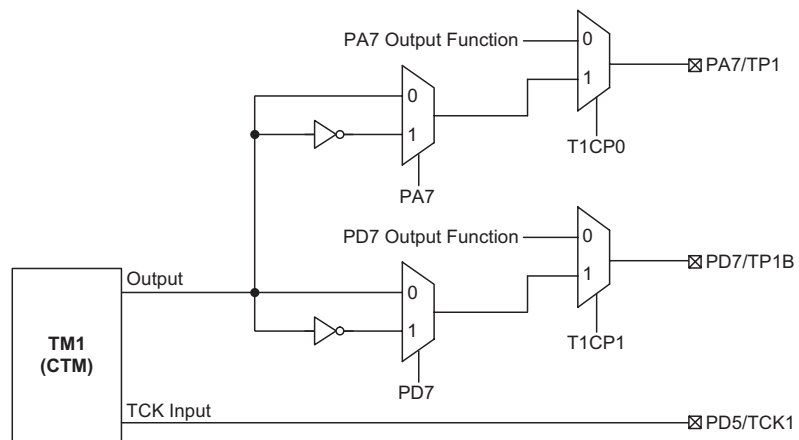 PA7 Output Function
0
1
PA7/TP1
T1CP0
0
1
PA7
PD7 Output Function
0
1
PD7/TP1B
T1CP1
Output
0
1
PD7
TM1
(CTM)
TCK Input
PD5/TCK1